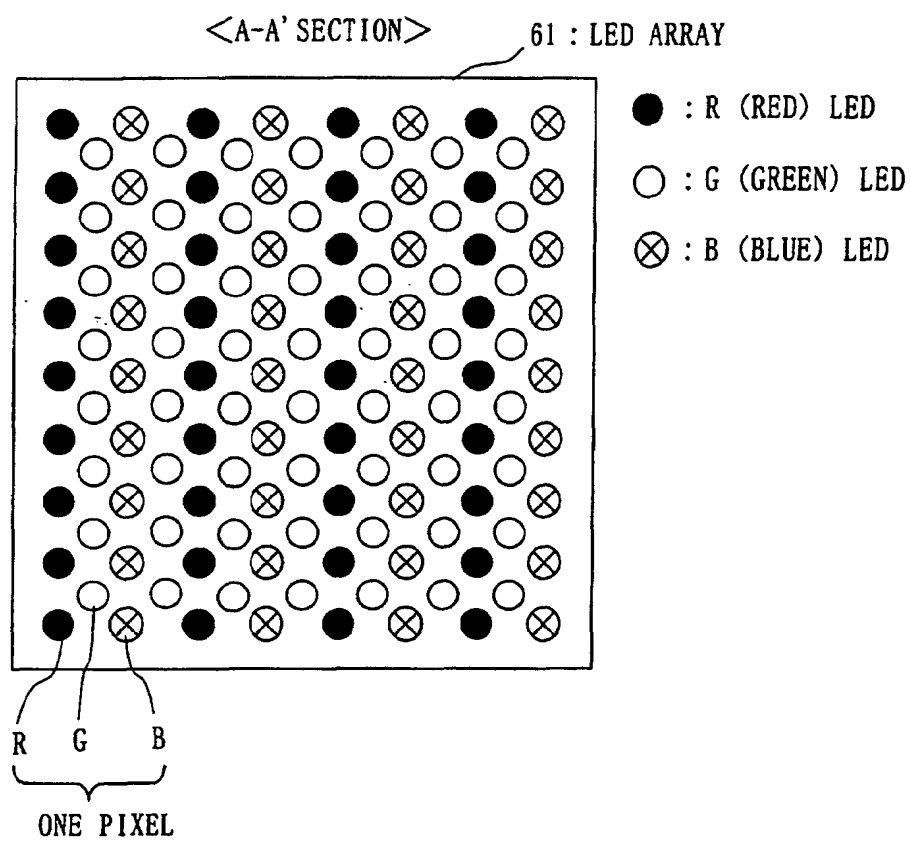 <A-A' SECTION>
61 : LED ARRAY
: R (RED) LED
: G (GREEN) LED
: B (BLUE) LED
R G B
ONE PIXEL